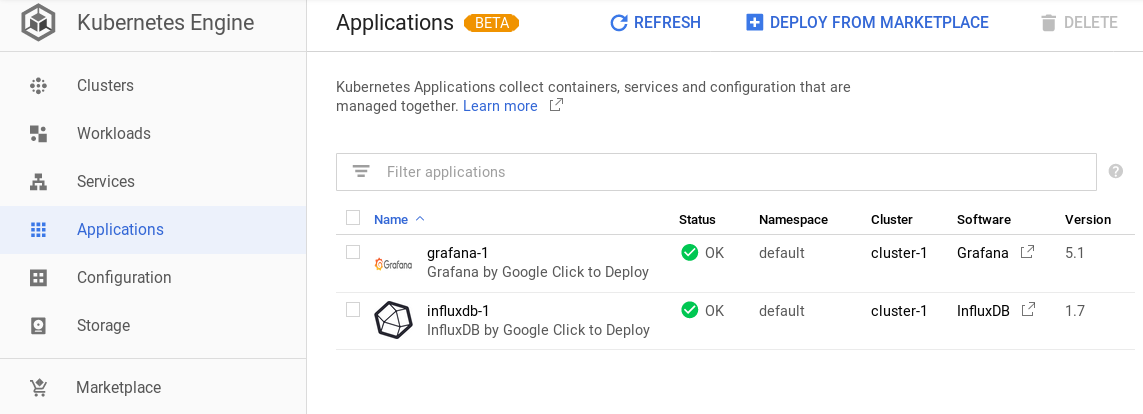 Kubernetes Engine
Applications BETA REFRESH DEPLOY FROM MARKETPLACE DELETE
Clusters
Workloads
Services
Applications
Configuration
Storage
Marketplace
Kubernetes Applications collect containers, services and configuration that are
managed together. Learn more
Filter applications
Name Status Namespace Cluster Software Version
Grafana grafana-1 OK default cluster-1 Grafana 5.1
Grafana by Google Click to Deploy
influxdb-1 OK default cluster-1 InfluxDB 1.7
InfluxDB by Google Click to Deploy